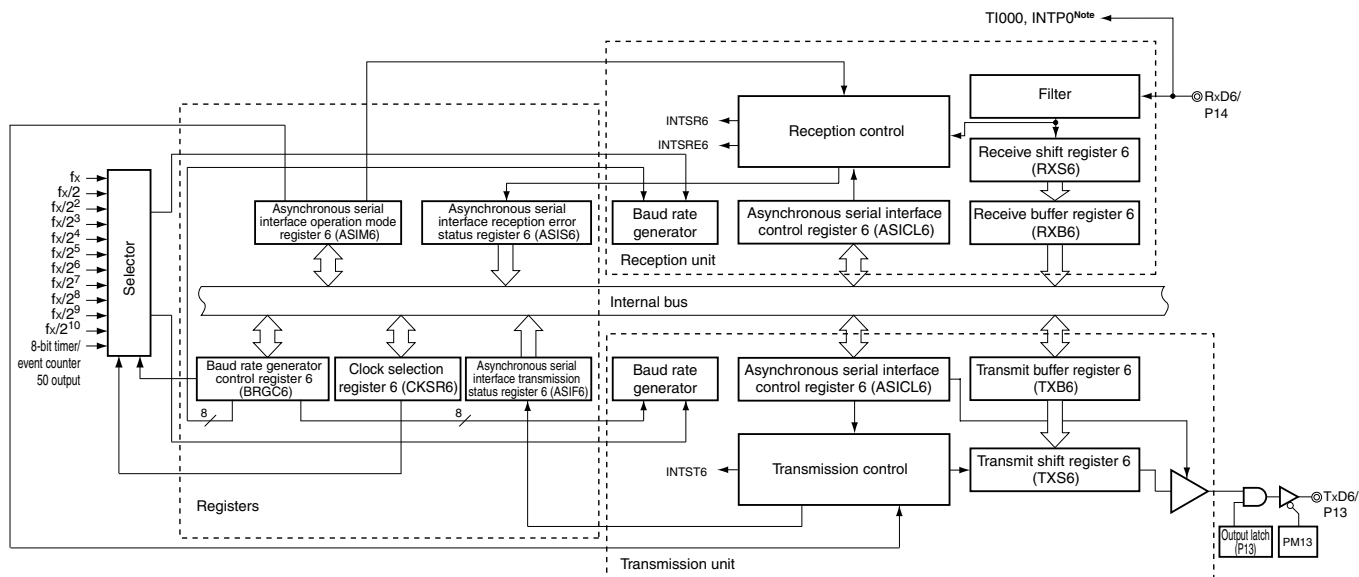 TI000, INTP0Note
RxD6/
P14
Filter
INTSR6
INTSRE6
Reception control
Receive shift register 6
(RXS6)
fX
fX/2
fX/2²
fX/2³
fX/2⁴
fX/2⁵
fX/2⁶
fX/2⁷
fX/2⁸
fX/2⁹
fX/2¹⁰
8-bit timer/
event counter
50 output
Selector
Asynchronous serial
interface operation mode
register 6 (ASIM6)
Asynchronous serial
interface reception error
status register 6 (ASIS6)
Baud rate
generator
Asynchronous serial interface
control register 6 (ASICL6)
Receive buffer register 6
(RXB6)
Reception unit
Internal bus
Baud rate generator
control register 6
(BRGC6)
Clock selection
register 6 (CKSR6)
Asynchronous serial
interface transmission
status register 6 (ASIF6)
Baud rate
generator
Asynchronous serial interface
control register 6 (ASICL6)
Transmit buffer register 6
(TXB6)
8
8
INTST6
Transmission control
Transmit shift register 6
(TXS6)
Registers
TxD6/
P13
Output latch
(P13)
PM13
Transmission unit